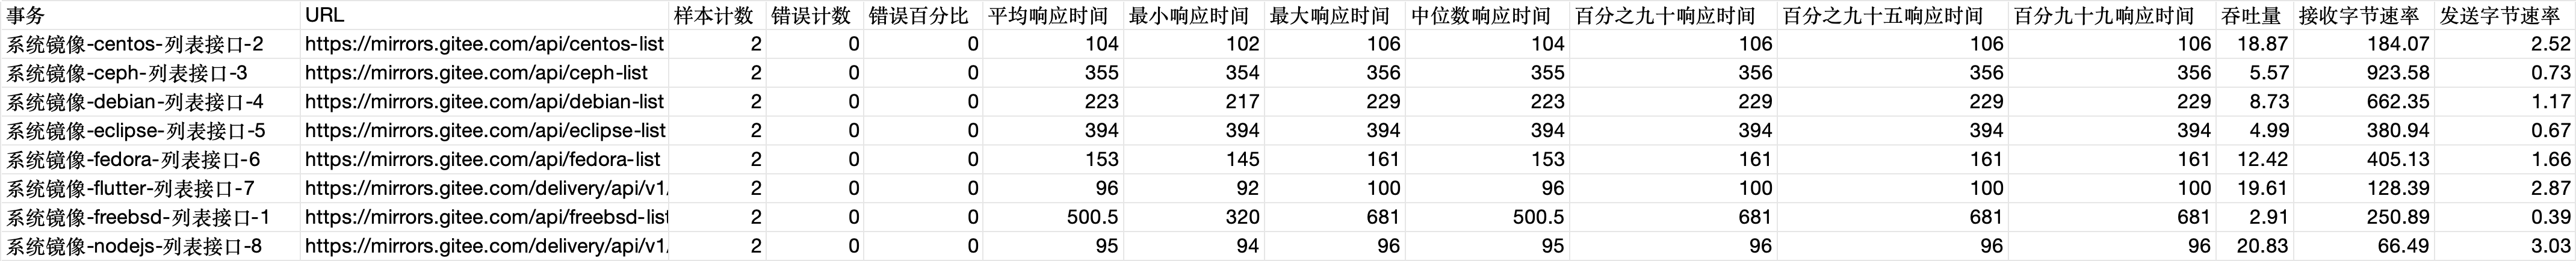 事务 URL 样本计数 错误计数 错误百分比 平均响应时间 最小响应时间 最大响应时间 中位数响应时间 百分之九十响应时间 百分之九十五响应时间 百分九十九响应时间 吞吐量 接收字节速率 发送字节速率
系统镜像-centos-列表接口-2 https://mirrors.gitee.com/api/centos-list 2 0 0 104 102 106 104 106 106 106 18.87 184.07 2.52
系统镜像-ceph-列表接口-3 https://mirrors.gitee.com/api/ceph-list 2 0 0 355 354 356 355 356 356 356 5.57 923.58 0.73
系统镜像-debian-列表接口-4 https://mirrors.gitee.com/api/debian-list 2 0 0 223 217 229 223 229 229 229 8.73 662.35 1.17
系统镜像-eclipse-列表接口-5 https://mirrors.gitee.com/api/eclipse-list 2 0 0 394 394 394 394 394 394 394 4.99 380.94 0.67
系统镜像-fedora-列表接口-6 https://mirrors.gitee.com/api/fedora-list 2 0 0 153 145 161 153 161 161 161 12.42 405.13 1.66
系统镜像-flutter-列表接口-7 https://mirrors.gitee.com/delivery/api/v1/ 2 0 0 96 92 100 96 100 100 100 19.61 128.39 2.87
系统镜像-freebsd-列表接口-1 https://mirrors.gitee.com/api/freebsd-list 2 0 0 500.5 320 681 500.5 681 681 681 2.91 250.89 0.39
系统镜像-nodejs-列表接口-8 https://mirrors.gitee.com/delivery/api/v1/ 2 0 0 95 94 96 95 96 96 96 20.83 66.49 3.03